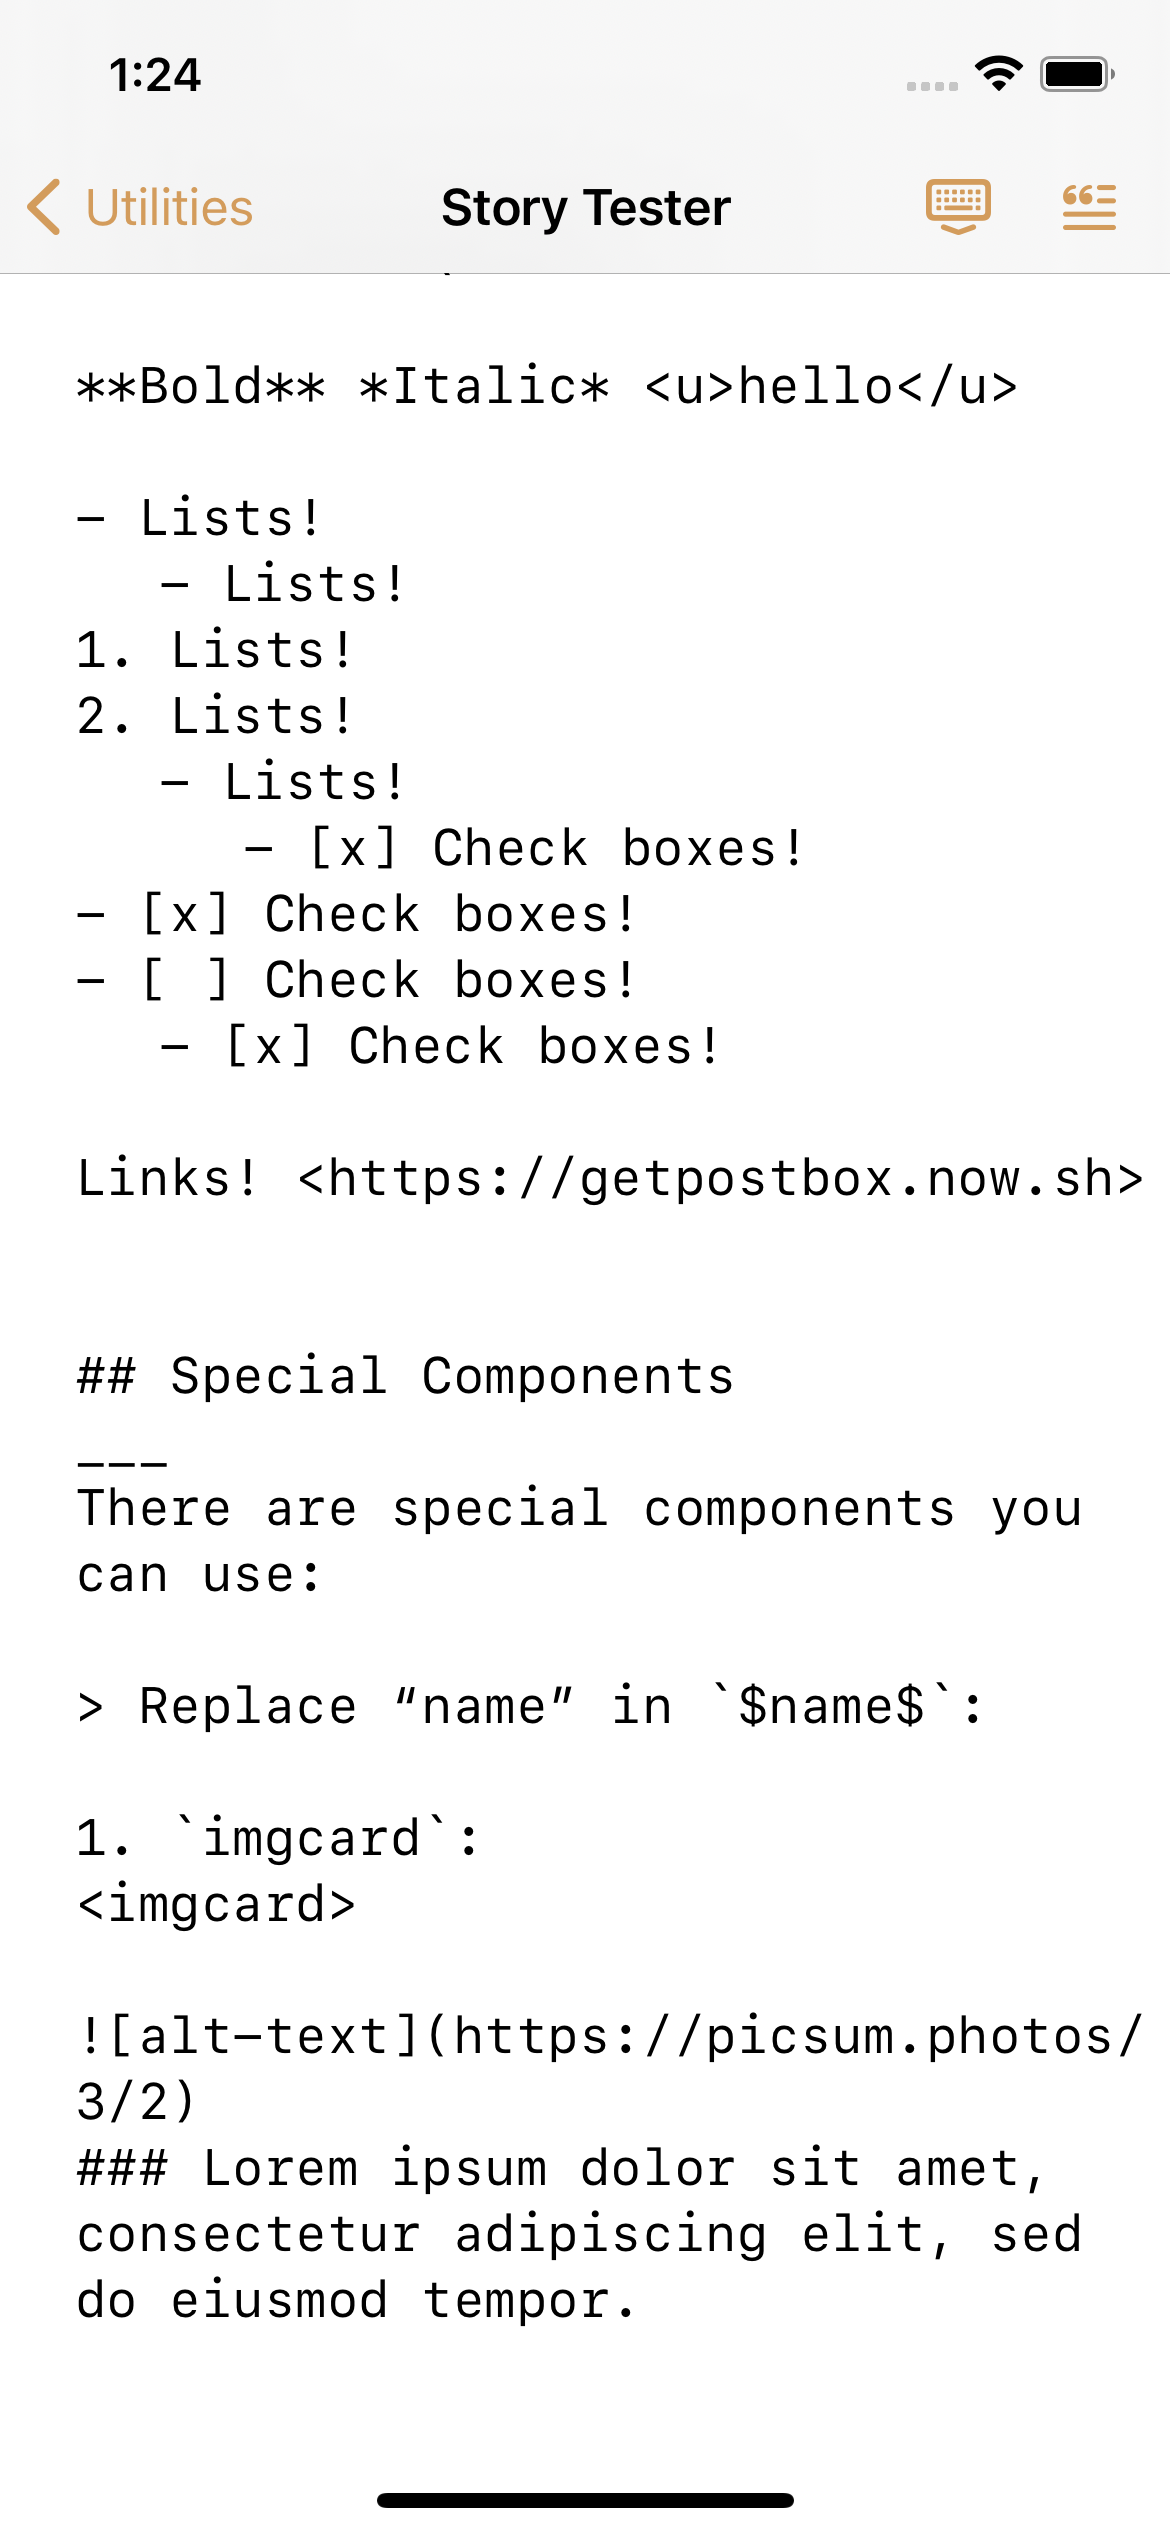 1:24
Utilities
Story Tester
**Bold** *Italic* <u>hello</u>
- Lists!
- Lists!
1. Lists!
2. Lists!
- Lists!
- [x] Check boxes!
- [x] Check boxes!
- [ ] Check boxes!
- [x] Check boxes!
Links! <https://getpostbox.now.sh>
## Special Components
---
There are special components you
can use:
> Replace “name” in `$name$`:
1. `imgcard`:
<imgcard>
![alt-text](https://picsum.photos/
3/2)
### Lorem ipsum dolor sit amet,
consectetur adipiscing elit, sed
do eiusmod tempor.